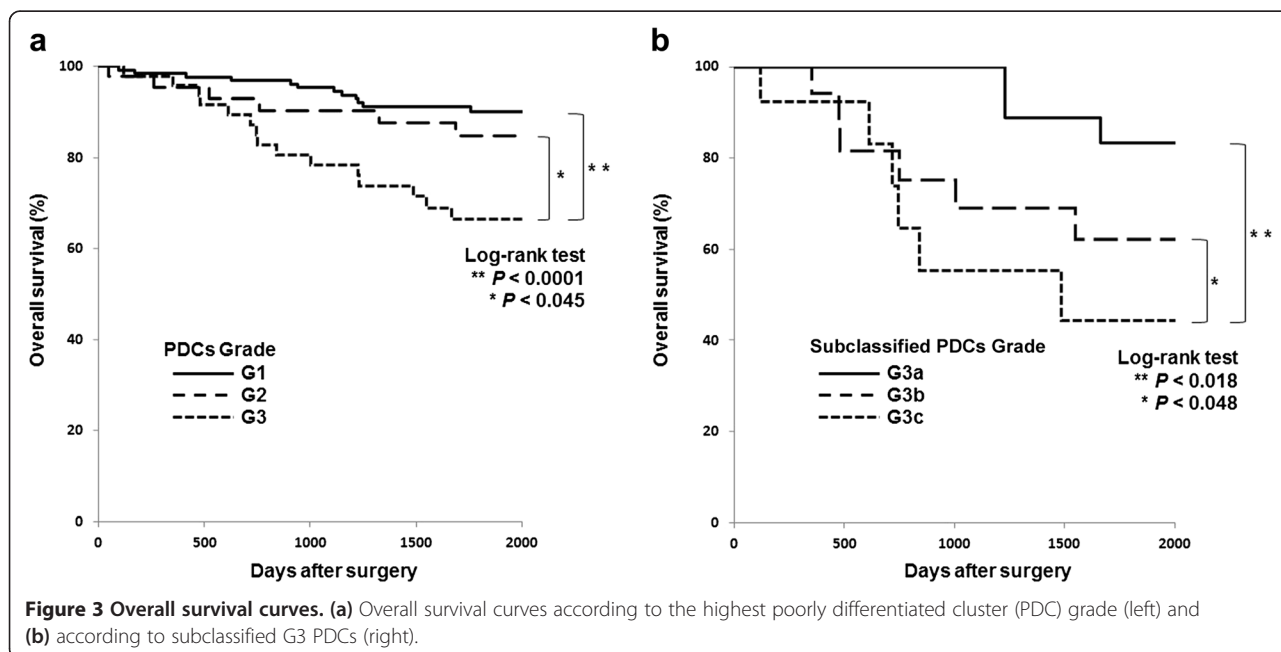 a
Overall survival (%)
100
80
60
40
20
0
0 500 1000 1500 2000
Days after surgery
*
* *
Log-rank test
** P < 0.0001
* P < 0.045
PDCs Grade
G1
G2
G3
b
Overall survival (%)
100
80
60
40
20
0
0 500 1000 1500 2000
Days after surgery
*
* *
Log-rank test
** P < 0.018
* P < 0.048
Subclassified PDCs Grade
G3a
G3b
G3c
Figure 3 Overall survival curves. (a) Overall survival curves according to the highest poorly differentiated cluster (PDC) grade (left) and
(b) according to subclassified G3 PDCs (right).